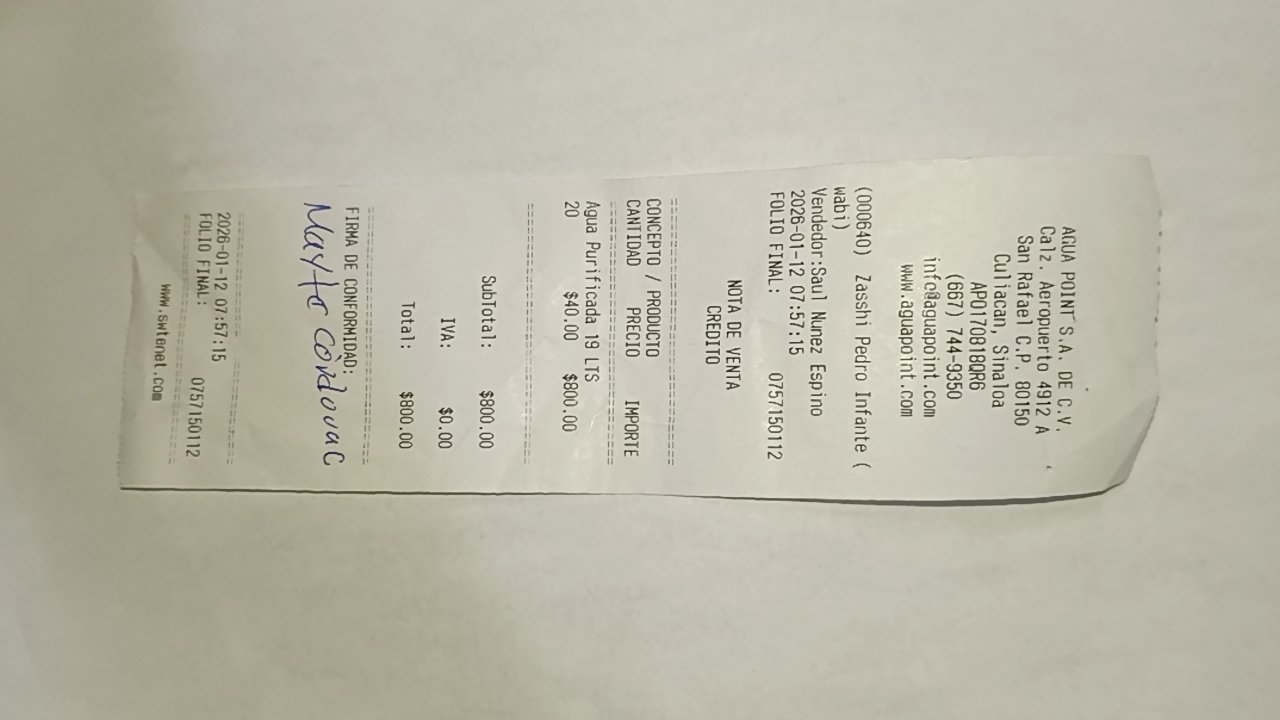 AGUA POINT S.A. DE C.V.
Calz. Aeropuerto 4912 A
San Rafael C.P. 80150
Culiacan, Sinaloa
APO170818QR6
(667) 744-9350
info@aguapoint.com
www.aguapoint.com
(000640) Zasshi Pedro Infante (
wabi)
Vendedor:Saul Nunez Espino
2026-01-12 07:57:15
FOLIO FINAL: 0757150112
NOTA DE VENTA
CREDITO
CONCEPTO / PRODUCTO
CANTIDAD PRECIO IMPORTE
Agua Purificada 19 LTS
20 $40.00 $800.00
SubTotal: $800.00
IVA: $0.00
Total: $800.00
FIRMA DE CONFORMIDAD:
Mayte Còrdova C
2026-01-12 07:57:15
FOLIO FINAL: 0757150112
www.swtenet.com